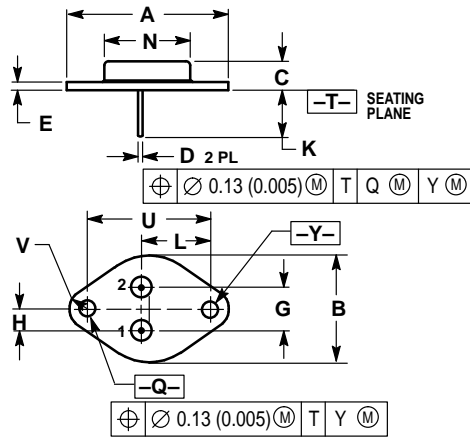 A
N
C
E
–T– SEATING PLANE
K
D 2 PL
⌖ ∅ 0.13 (0.005) Ⓜ T Q Ⓜ Y Ⓜ
U
V
L
–Y–
2
H
G
B
1
–Q–
⌖ ∅ 0.13 (0.005) Ⓜ T Y Ⓜ